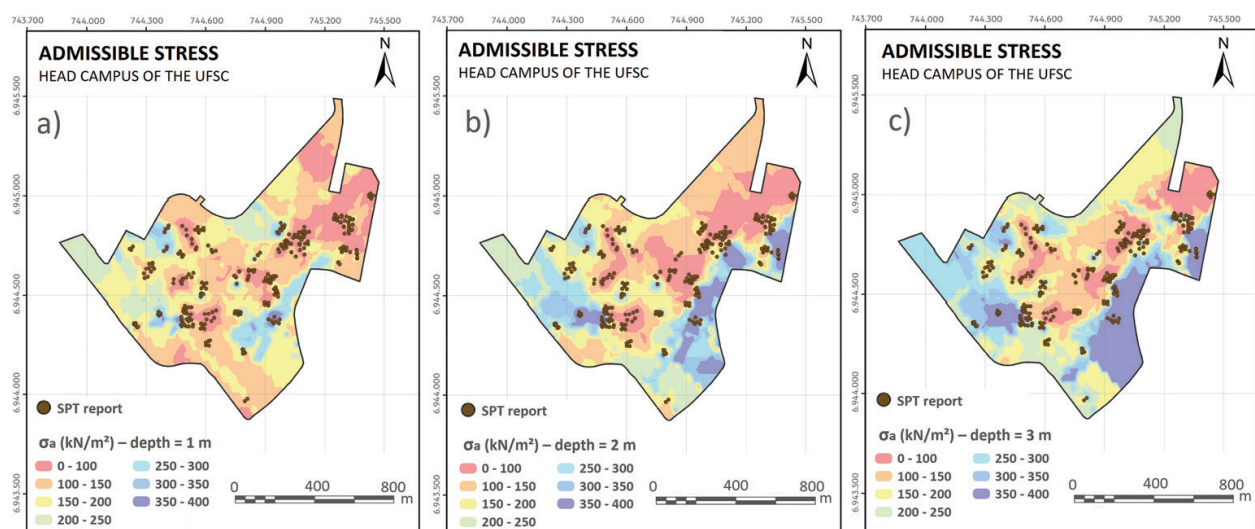 743.700 744.000 744.300 744.600 744.900 745.200 745.500
ADMISSIBLE STRESS
HEAD CAMPUS OF THE UFSC
N
a)
6.945.500
6.945.000
6.944.500
6.944.000
6.943.500
SPT report
σa (kN/m²) – depth = 1 m
0 - 100 250 - 300
100 - 150 300 - 350
150 - 200 350 - 400
200 - 250
0 400 800
m
743.700 744.000 744.300 744.600 744.900 745.200 745.500
ADMISSIBLE STRESS
HEAD CAMPUS OF THE UFSC
N
b)
6.945.500
6.945.000
6.944.500
6.944.000
6.943.500
SPT report
σa (kN/m²) – depth = 2 m
0 - 100 250 - 300
100 - 150 300 - 350
150 - 200 350 - 400
200 - 250
0 400 800
m
743.700 744.000 744.300 744.600 744.900 745.200 745.500
ADMISSIBLE STRESS
HEAD CAMPUS OF THE UFSC
N
c)
6.945.500
6.945.000
6.944.500
6.944.000
6.943.500
SPT report
σa (kN/m²) – depth = 3 m
0 - 100 250 - 300
100 - 150 300 - 350
150 - 200 350 - 400
200 - 250
0 400 800
m